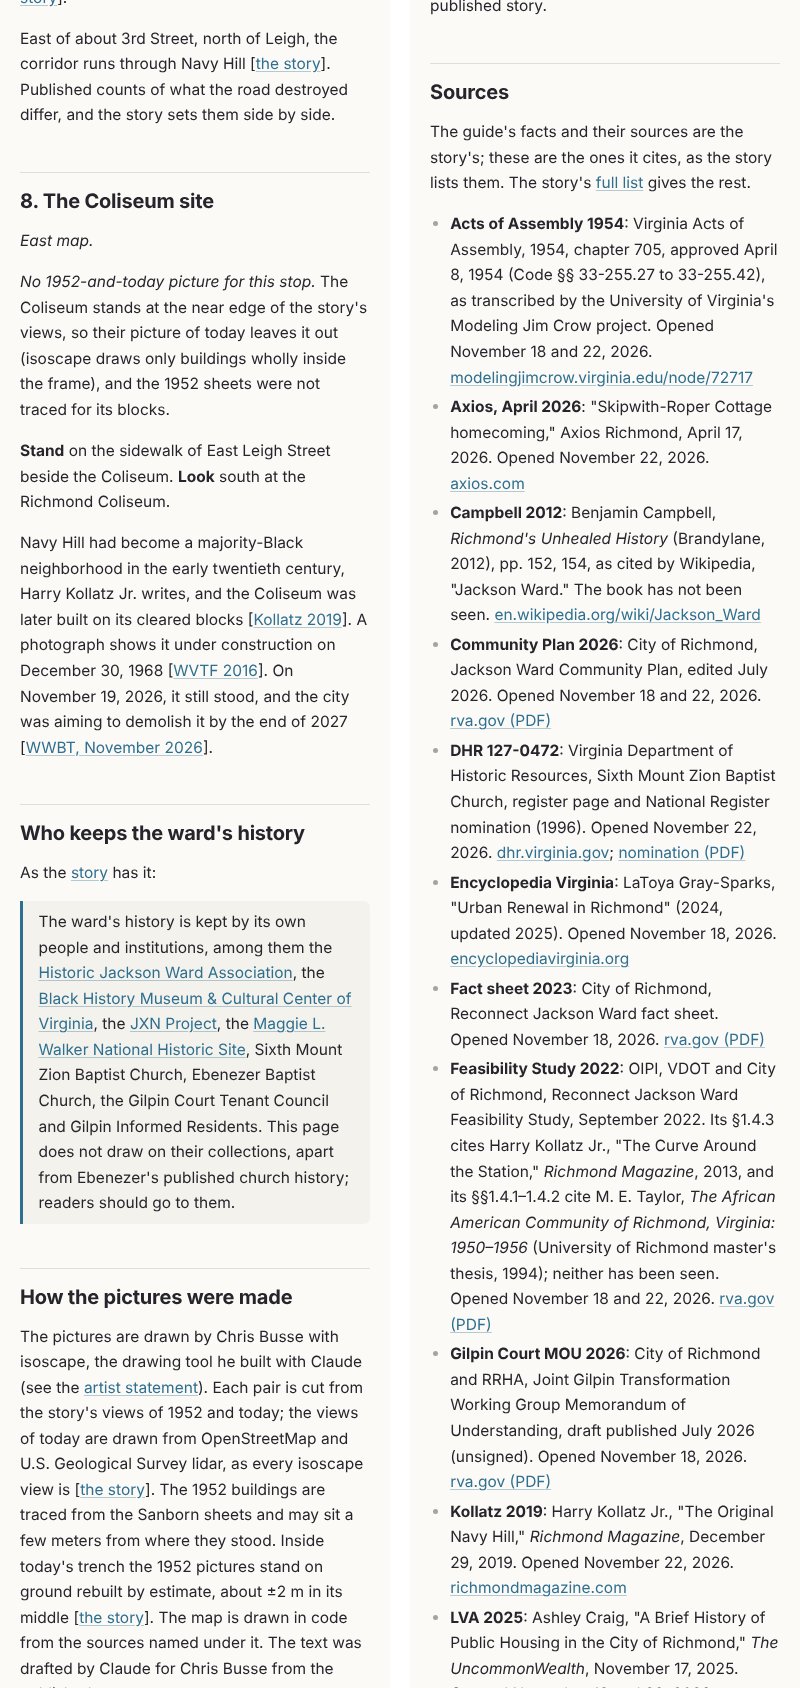 story].
East of about 3rd Street, north of Leigh, the
corridor runs through Navy Hill [the story].
Published counts of what the road destroyed
differ, and the story sets them side by side.
8. The Coliseum site
East map.
No 1952-and-today picture for this stop. The
Coliseum stands at the near edge of the story's
views, so their picture of today leaves it out
(isoscape draws only buildings wholly inside
the frame), and the 1952 sheets were not
traced for its blocks.
Stand on the sidewalk of East Leigh Street
beside the Coliseum. Look south at the
Richmond Coliseum.
Navy Hill had become a majority-Black
neighborhood in the early twentieth century,
Harry Kollatz Jr. writes, and the Coliseum was
later built on its cleared blocks [Kollatz 2019]. A
photograph shows it under construction on
December 30, 1968 [WVTF 2016]. On
November 19, 2026, it still stood, and the city
was aiming to demolish it by the end of 2027
[WWBT, November 2026].
Who keeps the ward's history
As the story has it:
The ward's history is kept by its own
people and institutions, among them the
Historic Jackson Ward Association, the
Black History Museum & Cultural Center of
Virginia, the JXN Project, the Maggie L.
Walker National Historic Site, Sixth Mount
Zion Baptist Church, Ebenezer Baptist
Church, the Gilpin Court Tenant Council
and Gilpin Informed Residents. This page
does not draw on their collections, apart
from Ebenezer's published church history;
readers should go to them.
How the pictures were made
The pictures are drawn by Chris Busse with
isoscape, the drawing tool he built with Claude
(see the artist statement). Each pair is cut from
the story's views of 1952 and today; the views
of today are drawn from OpenStreetMap and
U.S. Geological Survey lidar, as every isoscape
view is [the story]. The 1952 buildings are
traced from the Sanborn sheets and may sit a
few meters from where they stood. Inside
today's trench the 1952 pictures stand on
ground rebuilt by estimate, about ±2 m in its
middle [the story]. The map is drawn in code
from the sources named under it. The text was
drafted by Claude for Chris Busse from the
published story.
Sources
The guide's facts and their sources are the
story's; these are the ones it cites, as the story
lists them. The story's full list gives the rest.
• Acts of Assembly 1954: Virginia Acts of
Assembly, 1954, chapter 705, approved April
8, 1954 (Code §§ 33-255.27 to 33-255.42),
as transcribed by the University of Virginia's
Modeling Jim Crow project. Opened
November 18 and 22, 2026.
modelingjimcrow.virginia.edu/node/72717
• Axios, April 2026: "Skipwith-Roper Cottage
homecoming," Axios Richmond, April 17,
2026. Opened November 22, 2026.
axios.com
• Campbell 2012: Benjamin Campbell,
Richmond's Unhealed History (Brandylane,
2012), pp. 152, 154, as cited by Wikipedia,
"Jackson Ward." The book has not been
seen. en.wikipedia.org/wiki/Jackson_Ward
• Community Plan 2026: City of Richmond,
Jackson Ward Community Plan, edited July
2026. Opened November 18 and 22, 2026.
rva.gov (PDF)
• DHR 127-0472: Virginia Department of
Historic Resources, Sixth Mount Zion Baptist
Church, register page and National Register
nomination (1996). Opened November 22,
2026. dhr.virginia.gov; nomination (PDF)
• Encyclopedia Virginia: LaToya Gray-Sparks,
"Urban Renewal in Richmond" (2024,
updated 2025). Opened November 18, 2026.
encyclopediavirginia.org
• Fact sheet 2023: City of Richmond,
Reconnect Jackson Ward fact sheet.
Opened November 18, 2026. rva.gov (PDF)
• Feasibility Study 2022: OIPI, VDOT and City
of Richmond, Reconnect Jackson Ward
Feasibility Study, September 2022. Its §1.4.3
cites Harry Kollatz Jr., "The Curve Around
the Station," Richmond Magazine, 2013, and
its §§1.4.1–1.4.2 cite M. E. Taylor, The African
American Community of Richmond, Virginia:
1950–1956 (University of Richmond master's
thesis, 1994); neither has been seen.
Opened November 18 and 22, 2026. rva.gov
(PDF)
• Gilpin Court MOU 2026: City of Richmond
and RRHA, Joint Gilpin Transformation
Working Group Memorandum of
Understanding, draft published July 2026
(unsigned). Opened November 18, 2026.
rva.gov (PDF)
• Kollatz 2019: Harry Kollatz Jr., "The Original
Navy Hill," Richmond Magazine, December
29, 2019. Opened November 22, 2026.
richmondmagazine.com
• LVA 2025: Ashley Craig, "A Brief History of
Public Housing in the City of Richmond," The
UncommonWealth, November 17, 2025.